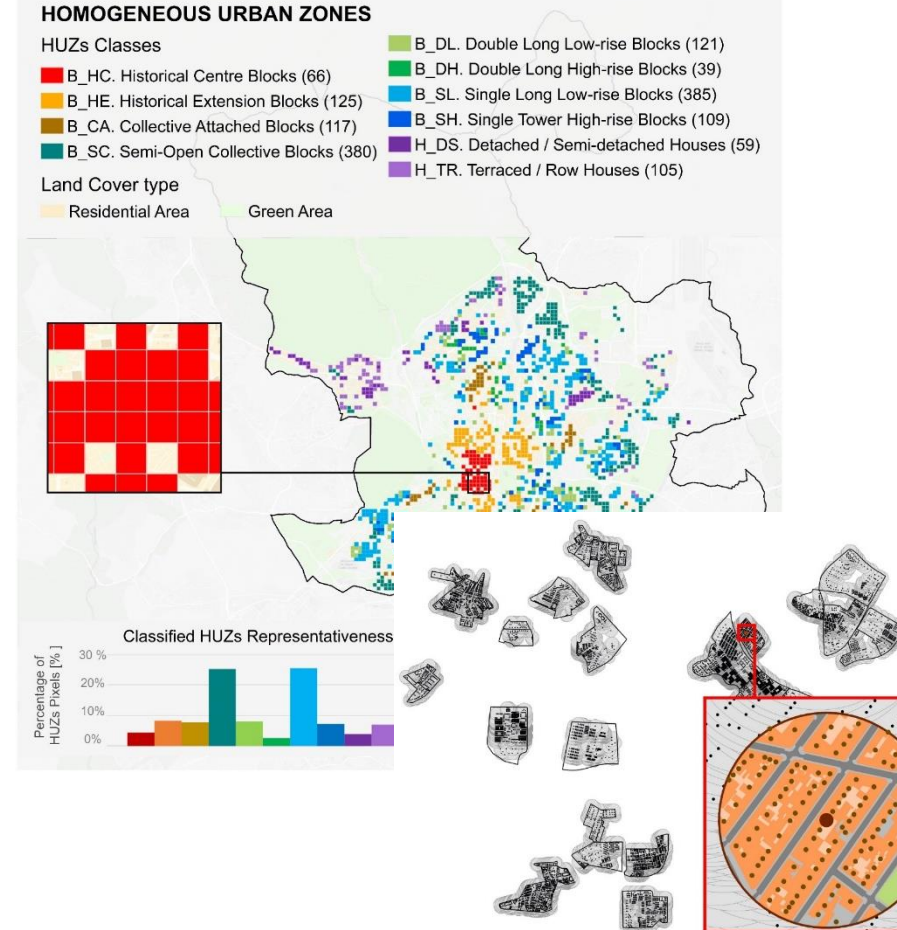 HOMOGENEOUS URBAN ZONES
HUZs Classes
B_HC. Historical Centre Blocks (66)
B_HE. Historical Extension Blocks (125)
B_CA. Collective Attached Blocks (117)
B_SC. Semi-Open Collective Blocks (380)
B_DL. Double Long Low-rise Blocks (121)
B_DH. Double Long High-rise Blocks (39)
B_SL. Single Long Low-rise Blocks (385)
B_SH. Single Tower High-rise Blocks (109)
H_DS. Detached / Semi-detached Houses (59)
H_TR. Terraced / Row Houses (105)
Land Cover type
Residential Area
Green Area
Classified HUZs Representativeness
Percentage of
HUZs Pixels [% ]
30 %
20%
10%
0%